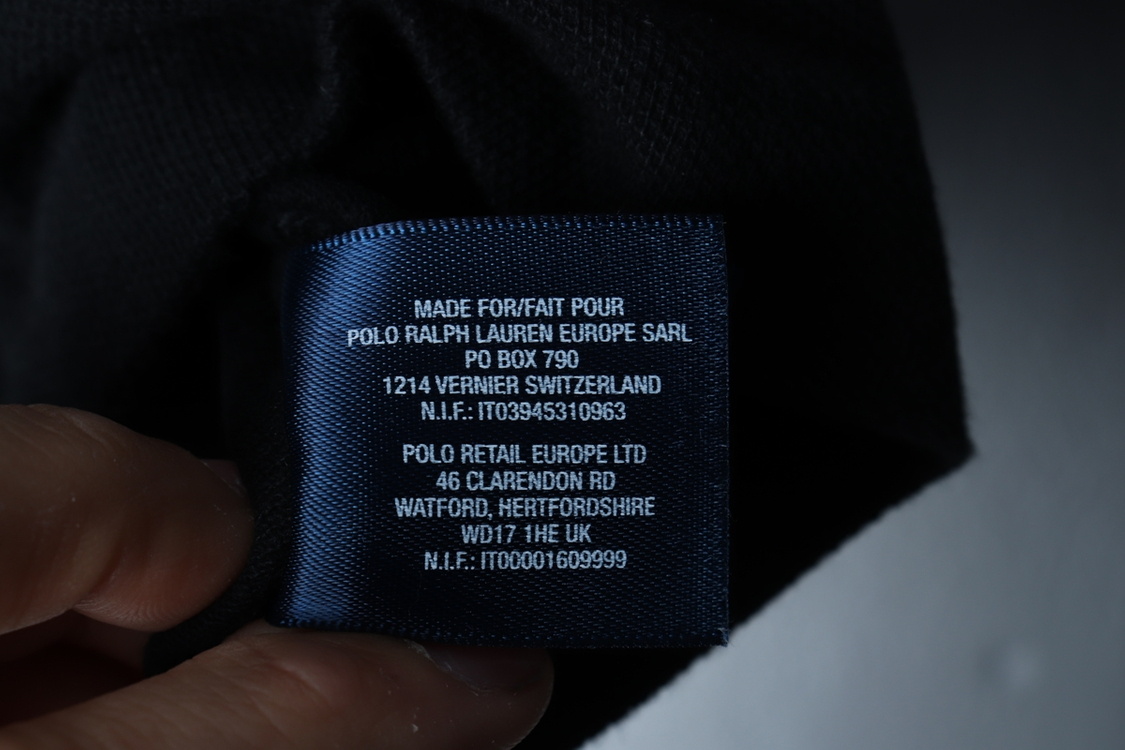 MADE FOR/FAIT POUR
POLO RALPH LAUREN EUROPE SARL
PO BOX 790
1214 VERNIER SWITZERLAND
N.I.F.: IT03945310963
POLO RETAIL EUROPE LTD
46 CLARENDON RD
WATFORD, HERTFORDSHIRE
WD17 1HE UK
N.I.F.: IT00001609999